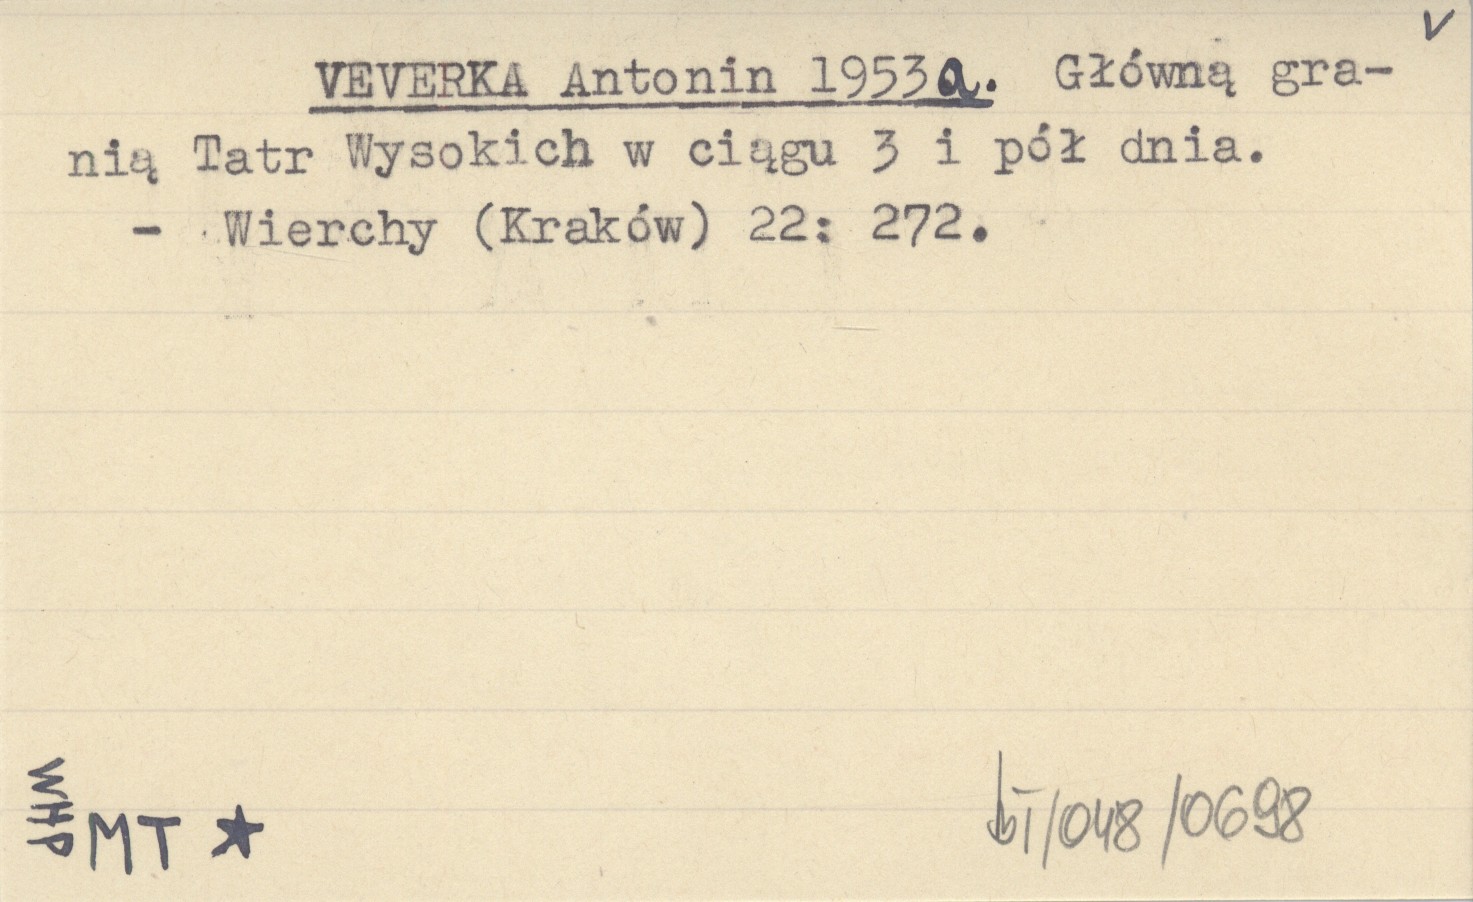 V
VEVERKA Antonin 1953a. Główną gra-
nią Tatr Wysokich w ciągu 3 i pół dnia.
- Wierchy (Kraków) 22: 272.
WHP
MT ★
I/048/0698